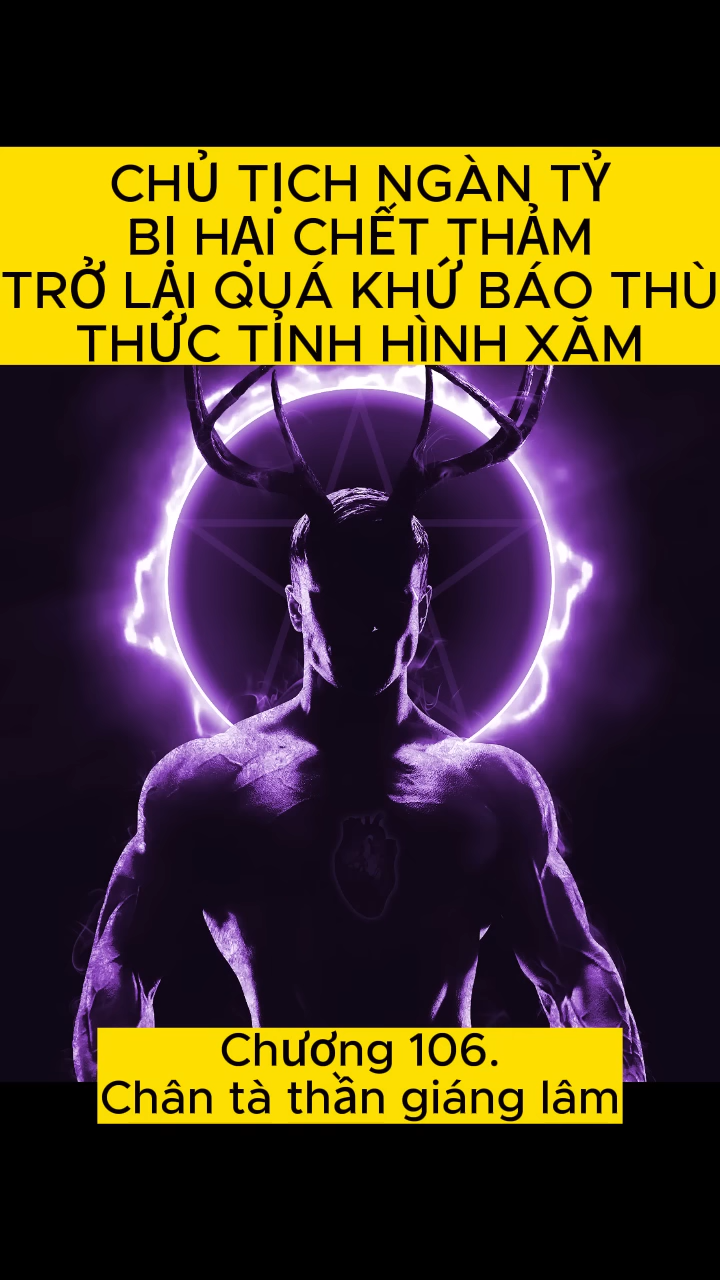 CHỦ TỊCH NGÀN TỶ
BỊ HẠI CHẾT THẢM
TRỞ LẠI QUÁ KHỨ BÁO THÙ
THỨC TỈNH HÌNH XĂM
Chương 106.
Chân tà thần giáng lâm